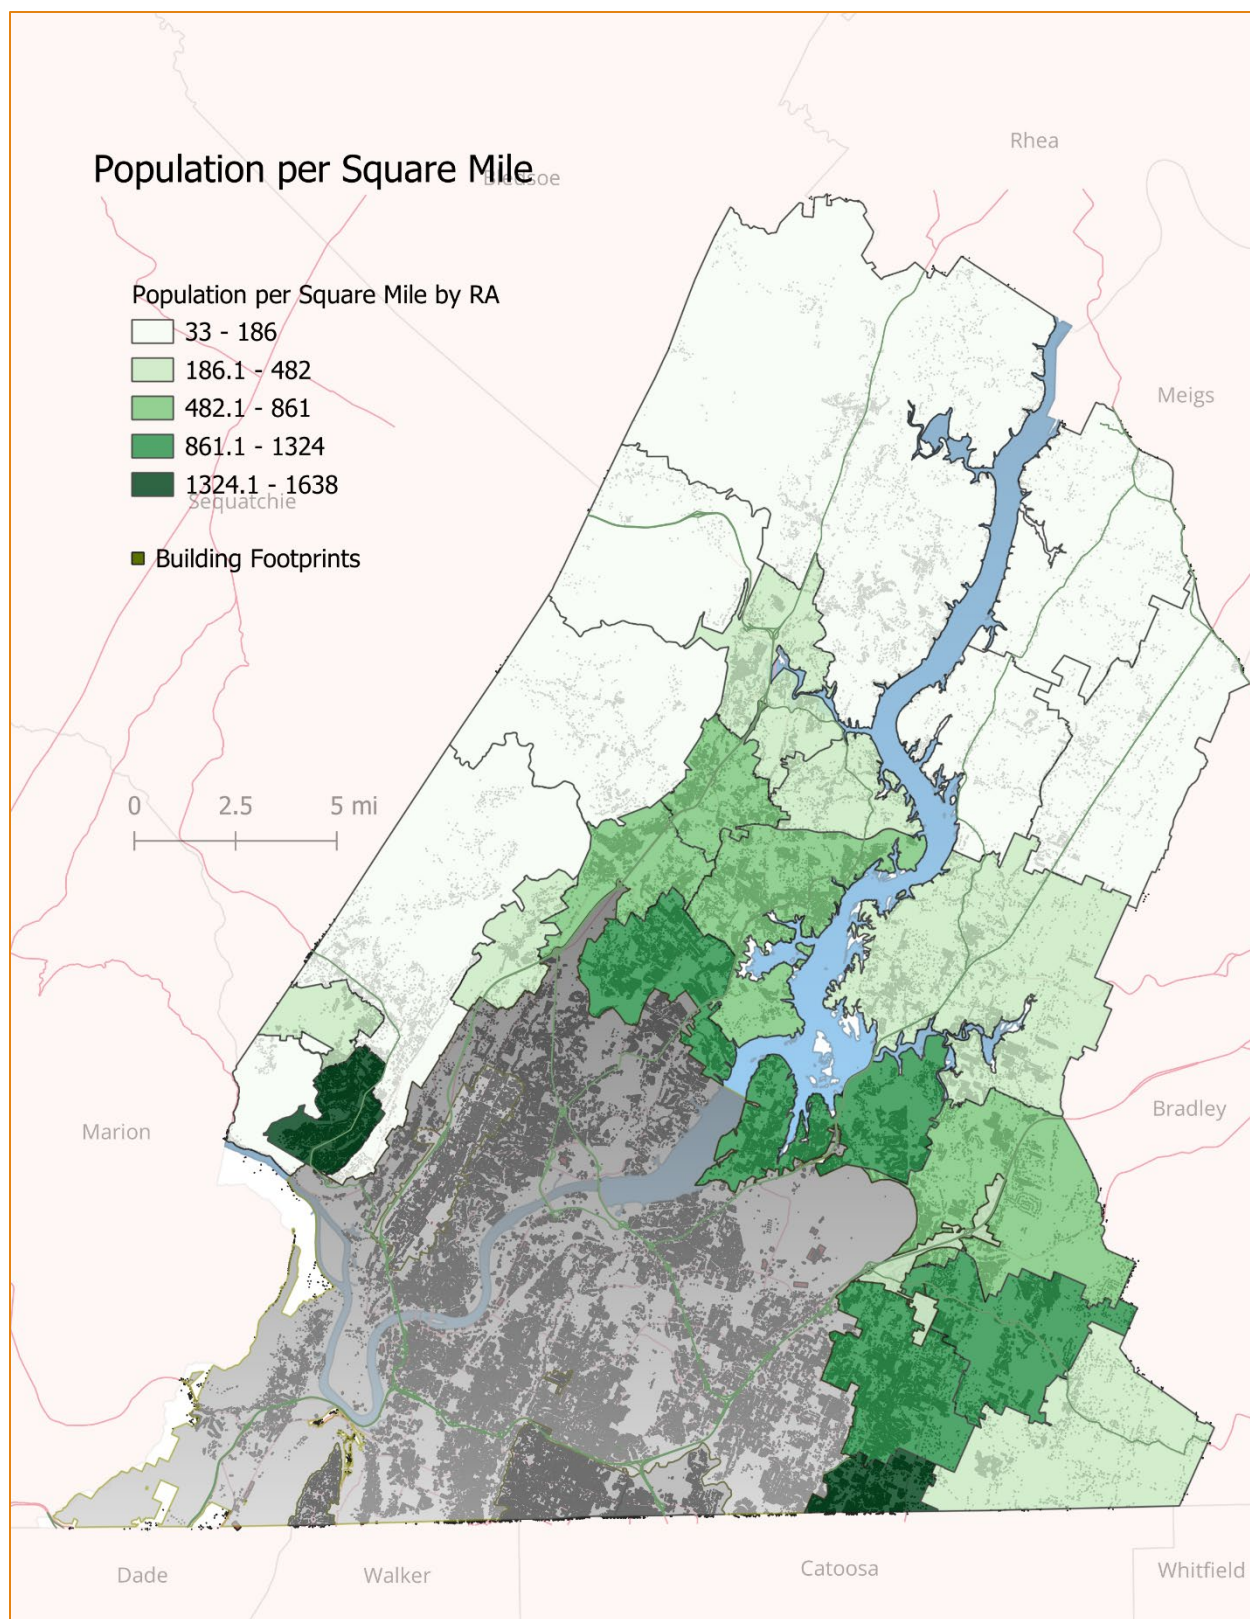 Rhea
Population per Square Mile
Bledsoe
Population per Square Mile by RA
33 - 186
186.1 - 482
Meigs
482.1 - 861
861.1 - 1324
1324.1 - 1638
Sequatchie
Building Footprints
0 2.5 5 mi
Bradley
Marion
Dade
Walker
Catoosa
Whitfield